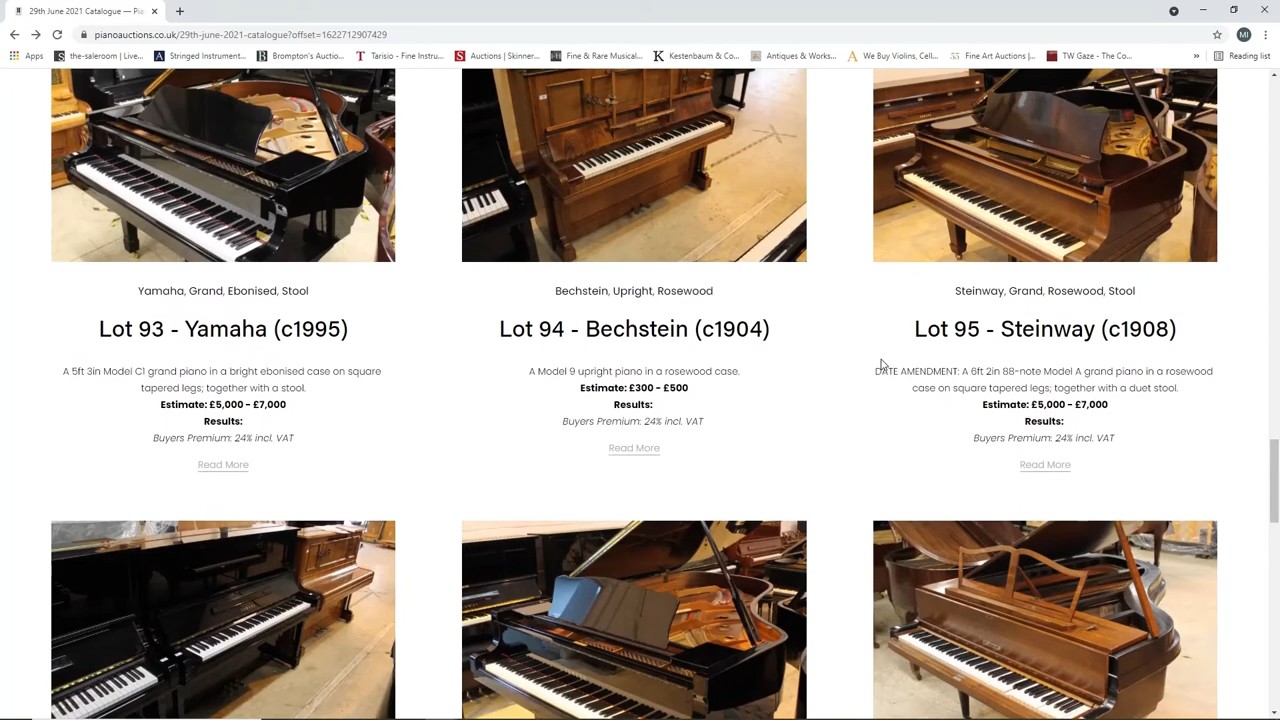 29th June 2021 Catalogue — Pi
pianoauctions.co.uk/29th-june-2021-catalogue?offset=1622712907429
MI
Apps
the-saleroom | Live...
Stringed Instrument...
Brompton's Auctio...
Tarisio - Fine Instru...
Auctions | Skinner...
Fine & Rare Musical...
Kestenbaum & Co...
Antiques & Works...
We Buy Violins, Cell...
Fine Art Auctions |...
TW Gaze - The Co...
»
Reading list
Yamaha, Grand, Ebonised, Stool
Lot 93 - Yamaha (c1995)
A 5ft 3in Model C1 grand piano in a bright ebonised case on square
tapered legs; together with a stool.
Estimate: £5,000 - £7,000
Results:
Buyers Premium: 24% incl. VAT
Read More
Bechstein, Upright, Rosewood
Lot 94 - Bechstein (c1904)
A Model 9 upright piano in a rosewood case.
Estimate: £300 - £500
Results:
Buyers Premium: 24% incl. VAT
Read More
Steinway, Grand, Rosewood, Stool
Lot 95 - Steinway (c1908)
DATE AMENDMENT: A 6ft 2in 88-note Model A grand piano in a rosewood
case on square tapered legs; together with a duet stool.
Estimate: £5,000 - £7,000
Results:
Buyers Premium: 24% incl. VAT
Read More